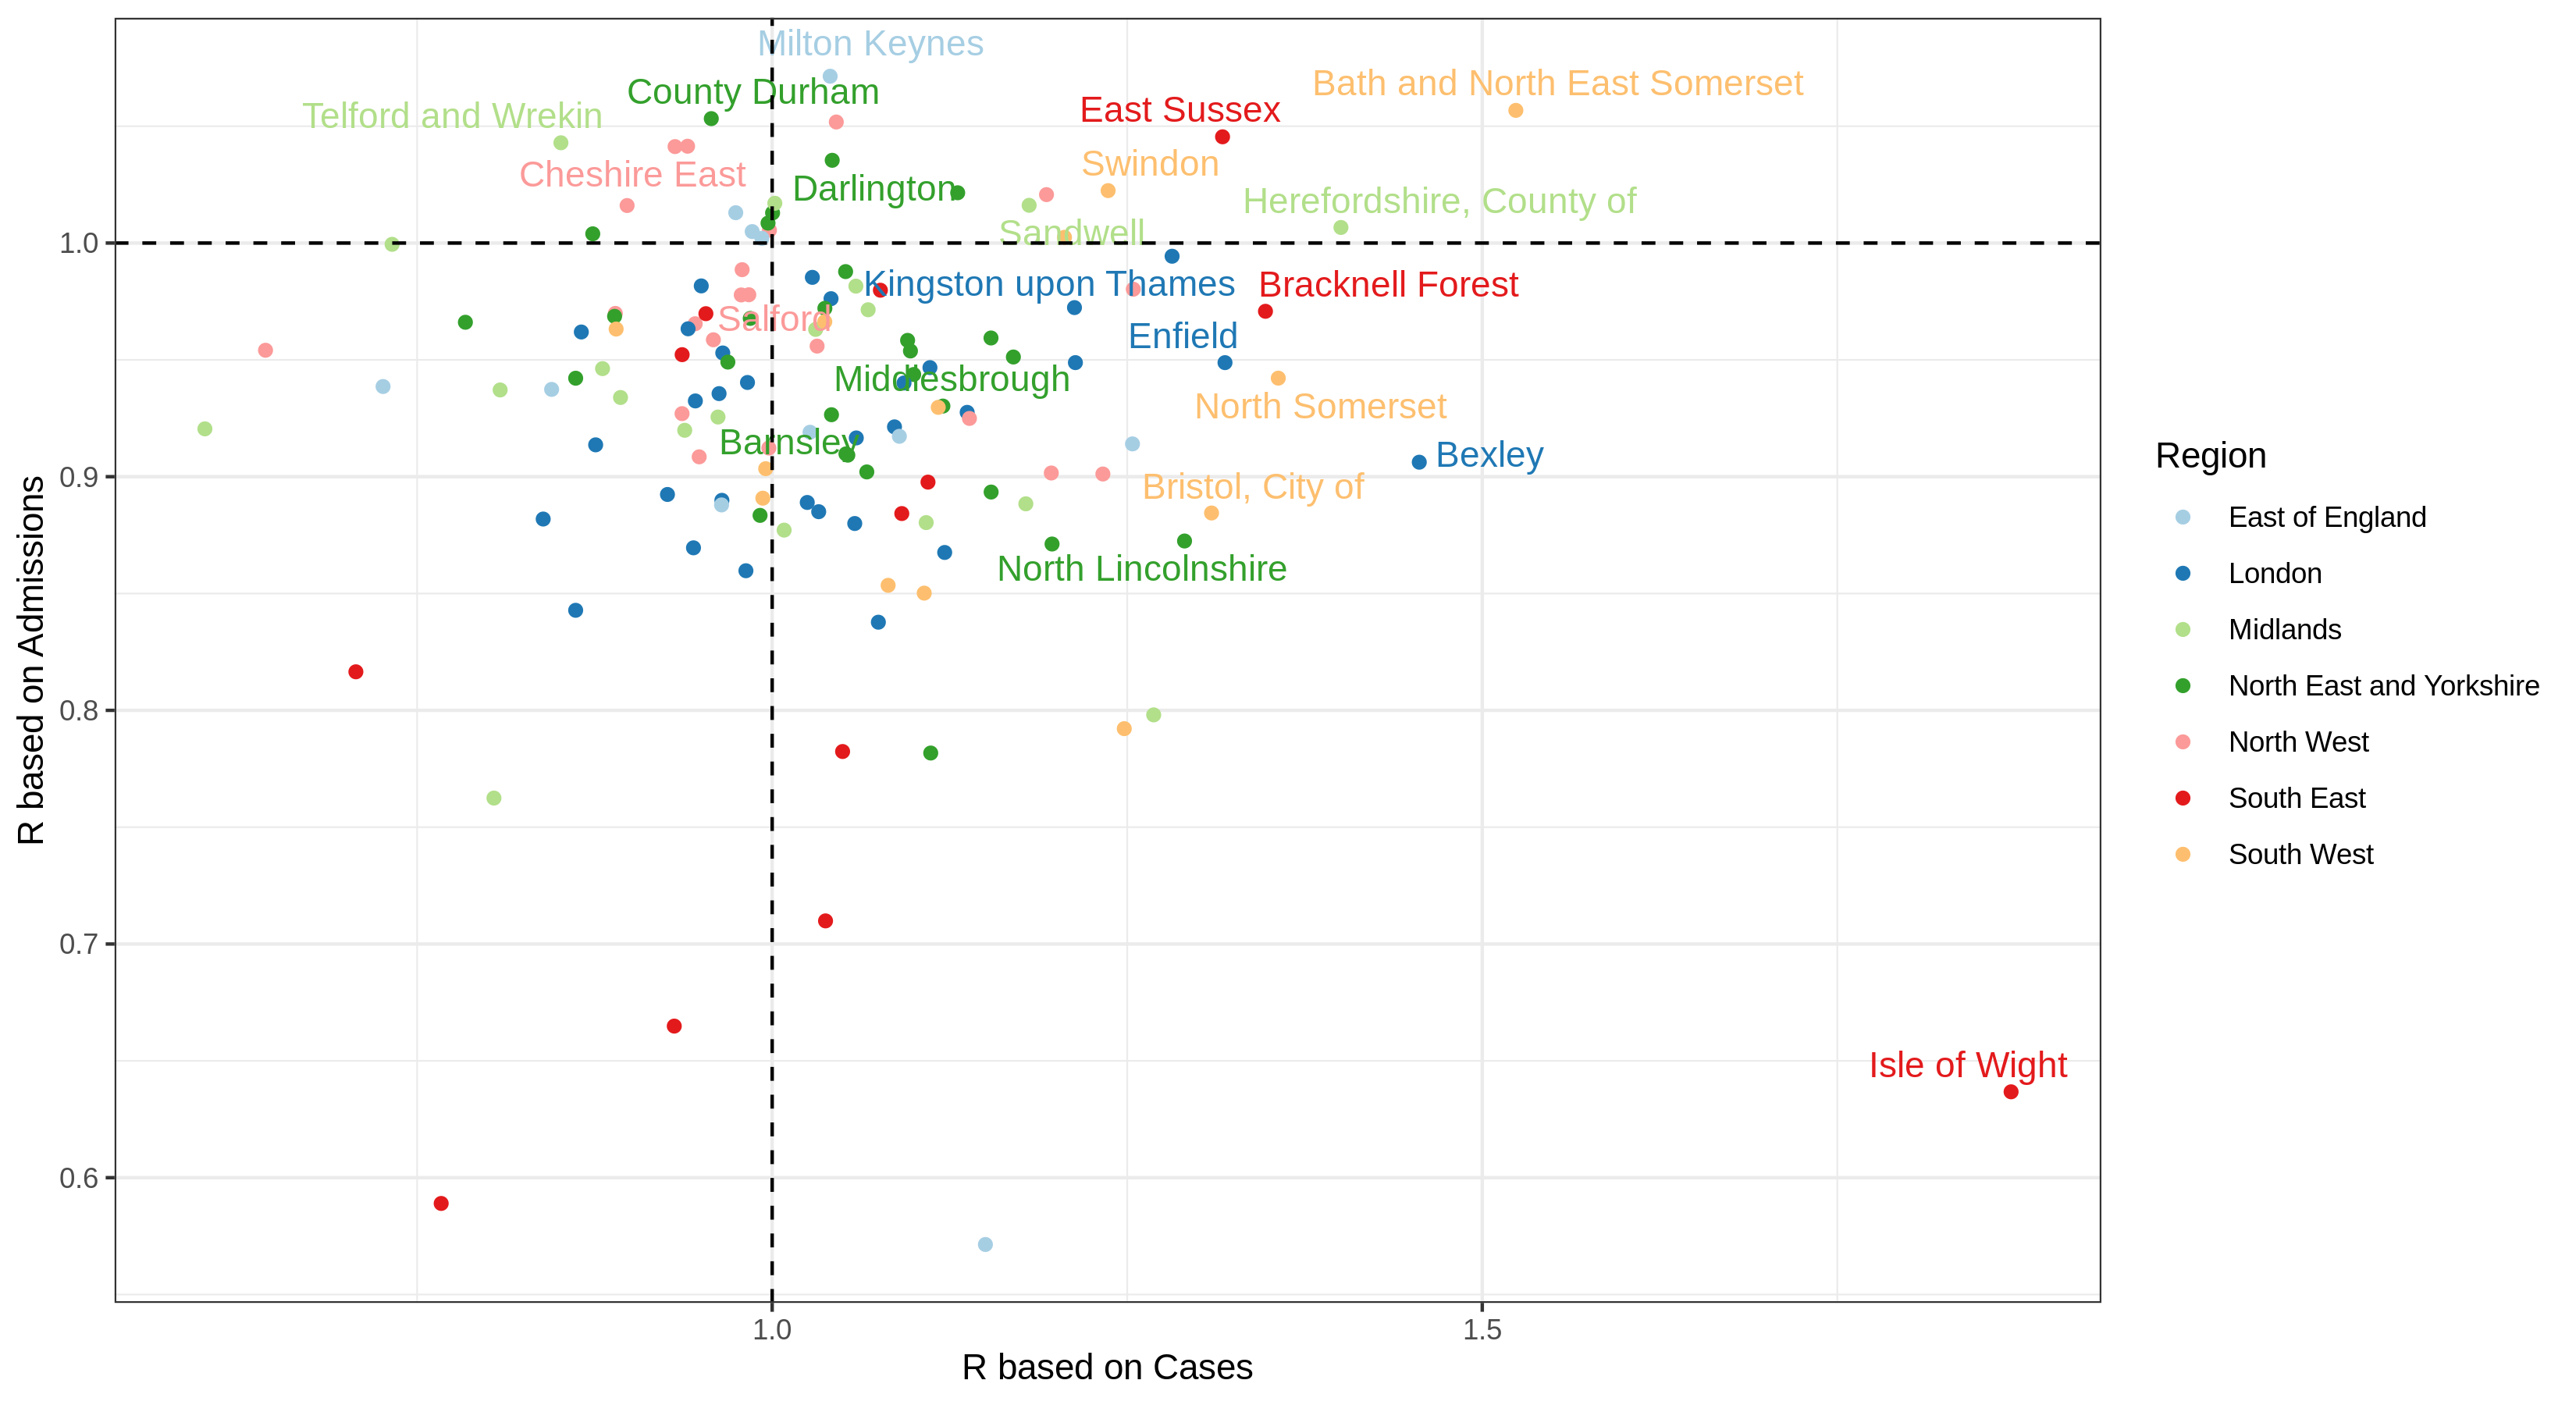 Milton Keynes
Bath and North East Somerset
County Durham
East Sussex
Telford and Wrekin
Swindon
Cheshire East
Darlington
Herefordshire, County of
Sandwell
Kingston upon Thames
Bracknell Forest
Salford
Enfield
Middlesbrough
North Somerset
Barnsley
Bexley
Bristol, City of
North Lincolnshire
Isle of Wight
1.0
0.9
0.8
0.7
0.6
R based on Admissions
1.0
1.5
R based on Cases
Region
East of England
London
Midlands
North East and Yorkshire
North West
South East
South West